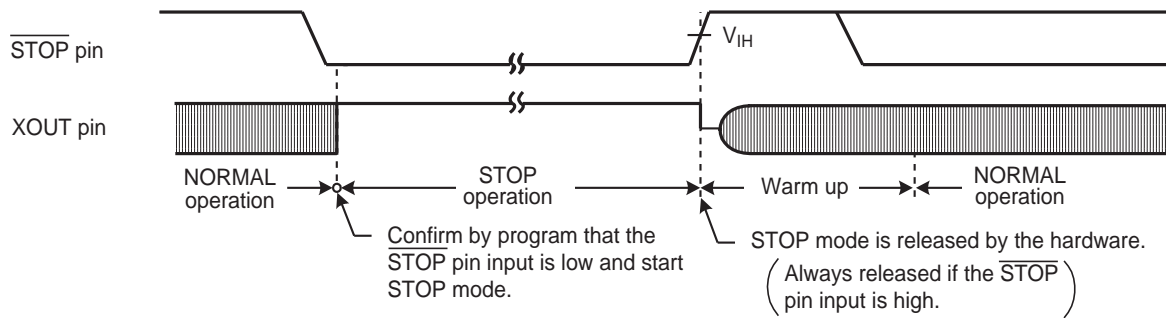 STOP pin
V_IH
XOUT pin
NORMAL
operation
STOP
operation
Warm up
NORMAL
operation
Confirm by program that the
STOP pin input is low and start
STOP mode.
STOP mode is released by the hardware.
( Always released if the STOP
pin input is high. )